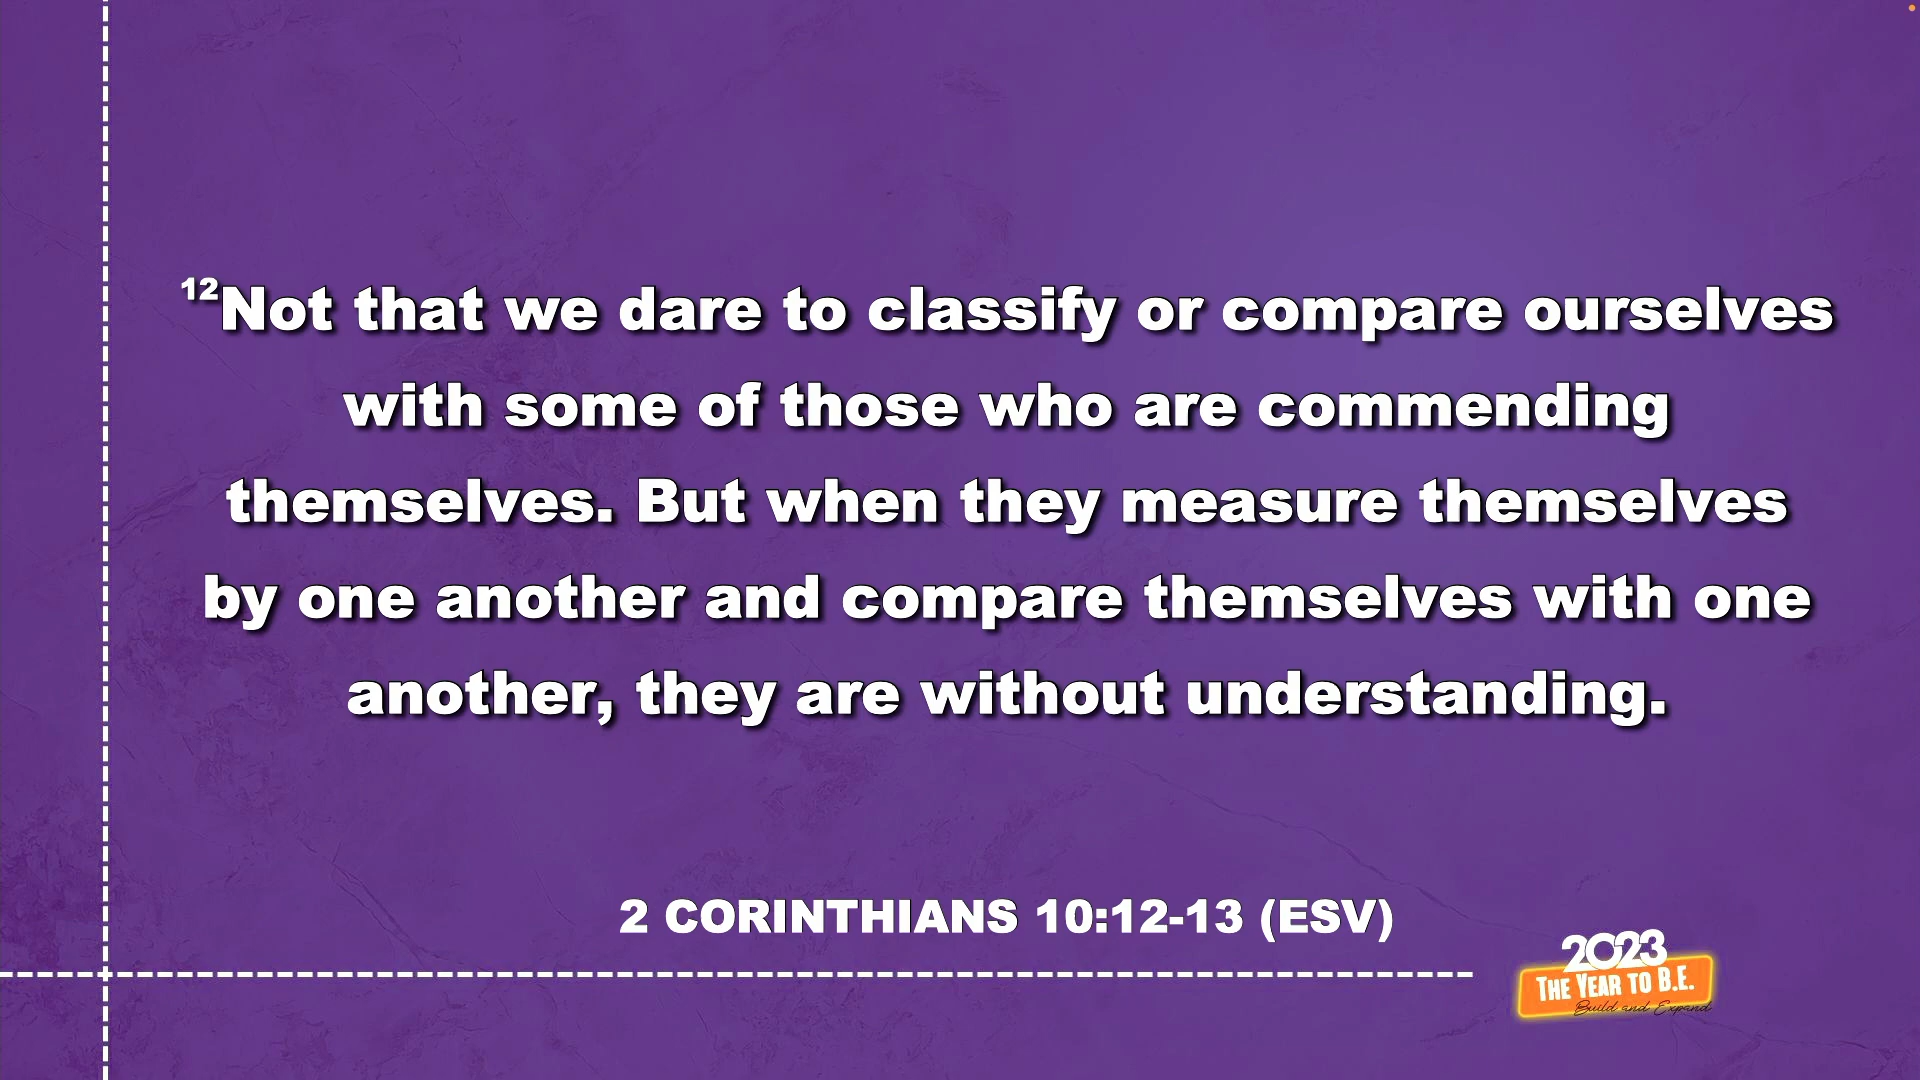 12Not that we dare to classify or compare ourselves
with some of those who are commending
themselves. But when they measure themselves
by one another and compare themselves with one
another, they are without understanding.
2 CORINTHIANS 10:12-13 (ESV)
2023
THE YEAR TO B.E.
Build and Expand